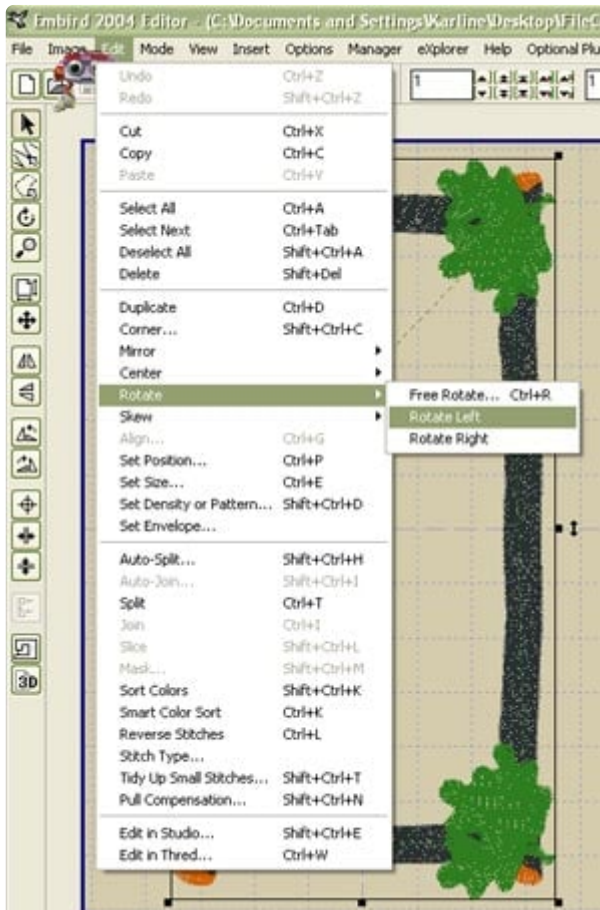 Embird 2004 Editor - (C:\Documents and Settings\Karline\Desktop\FileC
File Image Edit Mode View Insert Options Manager eXplorer Help Optional Plu
1 1
Undo Ctrl+Z
Redo Shift+Ctrl+Z
Cut Ctrl+X
Copy Ctrl+C
Paste Ctrl+V
Select All Ctrl+A
Select Next Ctrl+Tab
Deselect All Shift+Ctrl+A
Delete Shift+Del
Duplicate Ctrl+D
Corner... Shift+Ctrl+C
Mirror
Center
Rotate
Free Rotate... Ctrl+R
Skew
Rotate Left
Align... Ctrl+G
Rotate Right
Set Position... Ctrl+P
Set Size... Ctrl+E
Set Density or Pattern... Shift+Ctrl+D
Set Envelope...
Auto-Split... Shift+Ctrl+H
Auto-Join... Shift+Ctrl+I
Split Ctrl+T
Join Ctrl+I
Slice Shift+Ctrl+L
Mask... Shift+Ctrl+M
Sort Colors Shift+Ctrl+K
Smart Color Sort Ctrl+K
Reverse Stitches Ctrl+L
Stitch Type...
Tidy Up Small Stitches... Shift+Ctrl+T
Pull Compensation... Shift+Ctrl+N
Edit in Studio... Shift+Ctrl+E
Edit in Thred... Ctrl+W
3D